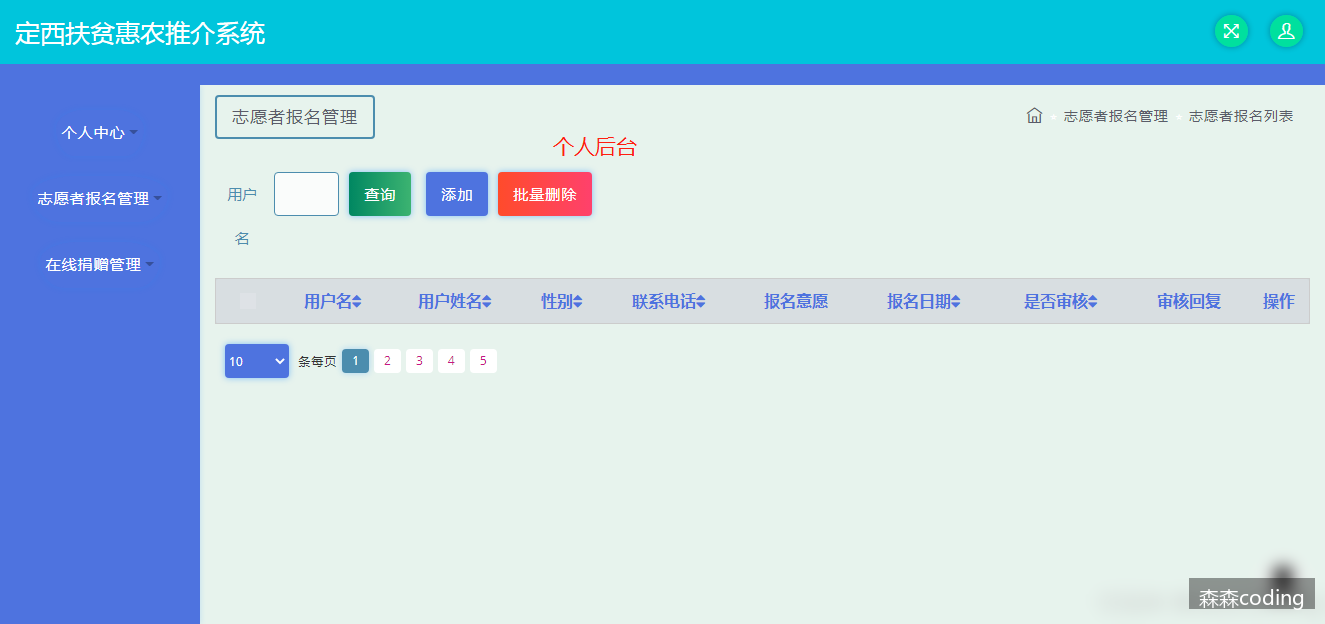 定西扶贫惠农推介系统
个人中心
志愿者报名管理
在线捐赠管理
志愿者报名管理
志愿者报名管理 志愿者报名列表
个人后台
用户名 查询 添加 批量删除
用户名 用户姓名 性别 联系电话 报名意愿 报名日期 是否审核 审核回复 操作
10 条每页 1 2 3 4 5
森森coding